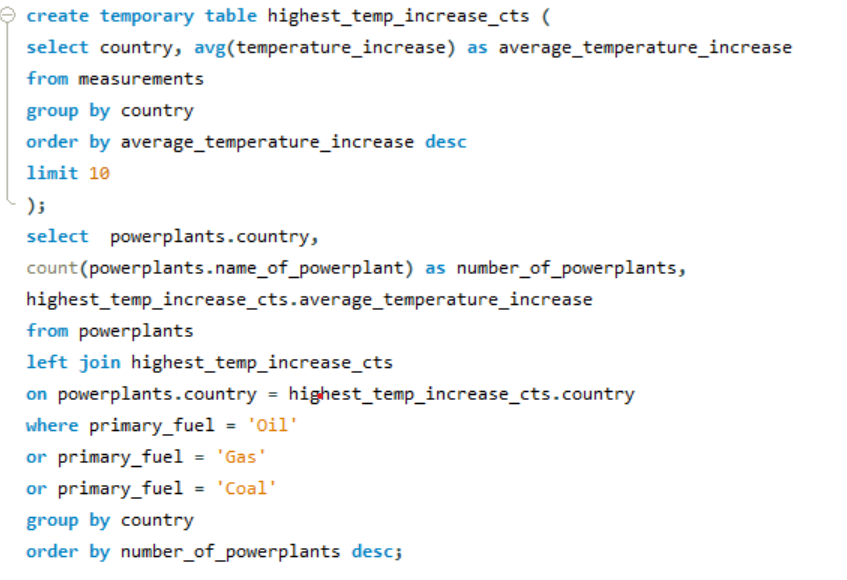 create temporary table highest_temp_increase_cts (
select country, avg(temperature_increase) as average_temperature_increase
from measurements
group by country
order by average_temperature_increase desc
limit 10
);
select  powerplants.country,
count(powerplants.name_of_powerplant) as number_of_powerplants,
highest_temp_increase_cts.average_temperature_increase
from powerplants
left join highest_temp_increase_cts
on powerplants.country = highest_temp_increase_cts.country
where primary_fuel = 'Oil'
or primary_fuel = 'Gas'
or primary_fuel = 'Coal'
group by country
order by number_of_powerplants desc;